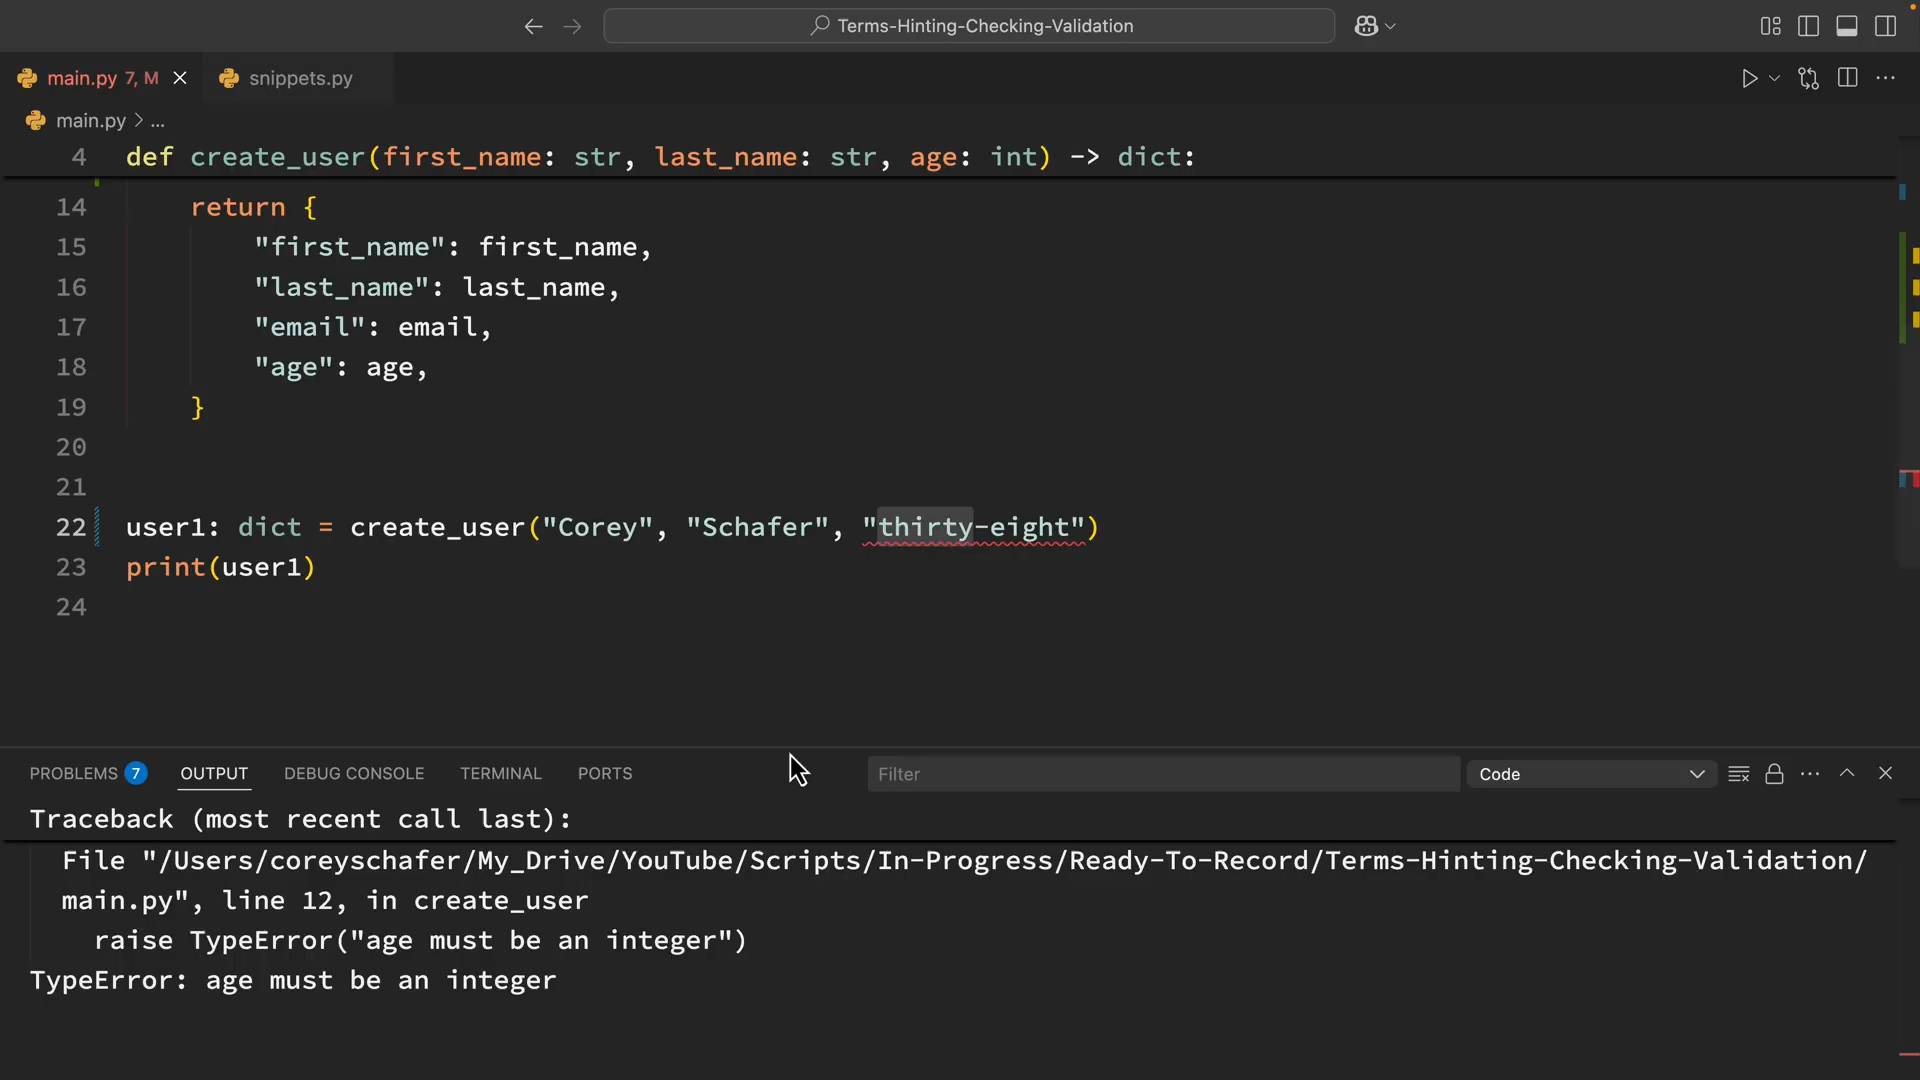 Terms-Hinting-Checking-Validation
main.py 7, M
snippets.py
main.py > ...
4 def create_user(first_name: str, last_name: str, age: int) -> dict:
14 return {
15 "first_name": first_name,
16 "last_name": last_name,
17 "email": email,
18 "age": age,
19 }
20
21
22 user1: dict = create_user("Corey", "Schafer", "thirty-eight")
23 print(user1)
24
PROBLEMS 7 OUTPUT DEBUG CONSOLE TERMINAL PORTS Filter Code
Traceback (most recent call last):
File "/Users/coreyschafer/My_Drive/YouTube/Scripts/In-Progress/Ready-To-Record/Terms-Hinting-Checking-Validation/
main.py", line 12, in create_user
raise TypeError("age must be an integer")
TypeError: age must be an integer